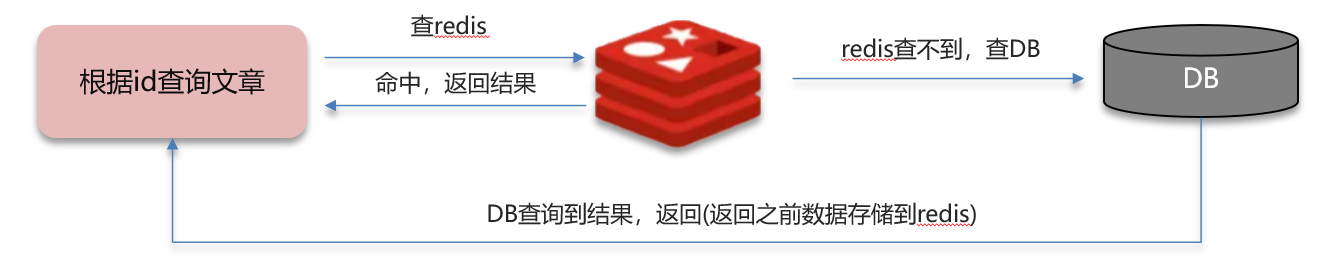 查redis
根据id查询文章
命中，返回结果
redis查不到，查DB
DB
DB查询到结果，返回(返回之前数据存储到redis)